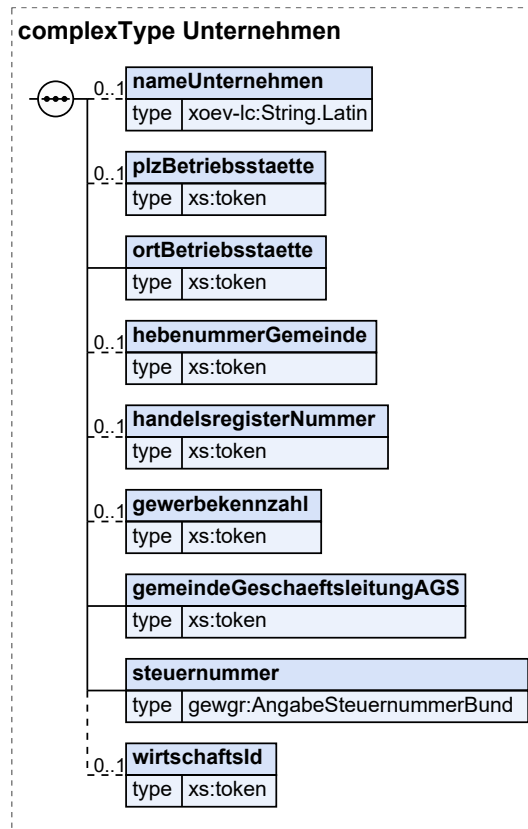 complexType Unternehmen
0..1 nameUnternehmen
type xoev-lc:String.Latin
0..1 plzBetriebsstaette
type xs:token
ortBetriebsstaette
type xs:token
0..1 hebenummerGemeinde
type xs:token
0..1 handelsregisterNummer
type xs:token
0..1 gewerbekennzahl
type xs:token
gemeindeGeschaeftsleitungAGS
type xs:token
steuernummer
type gewgr:AngabeSteuernummerBund
0..1 wirtschaftsId
type xs:token